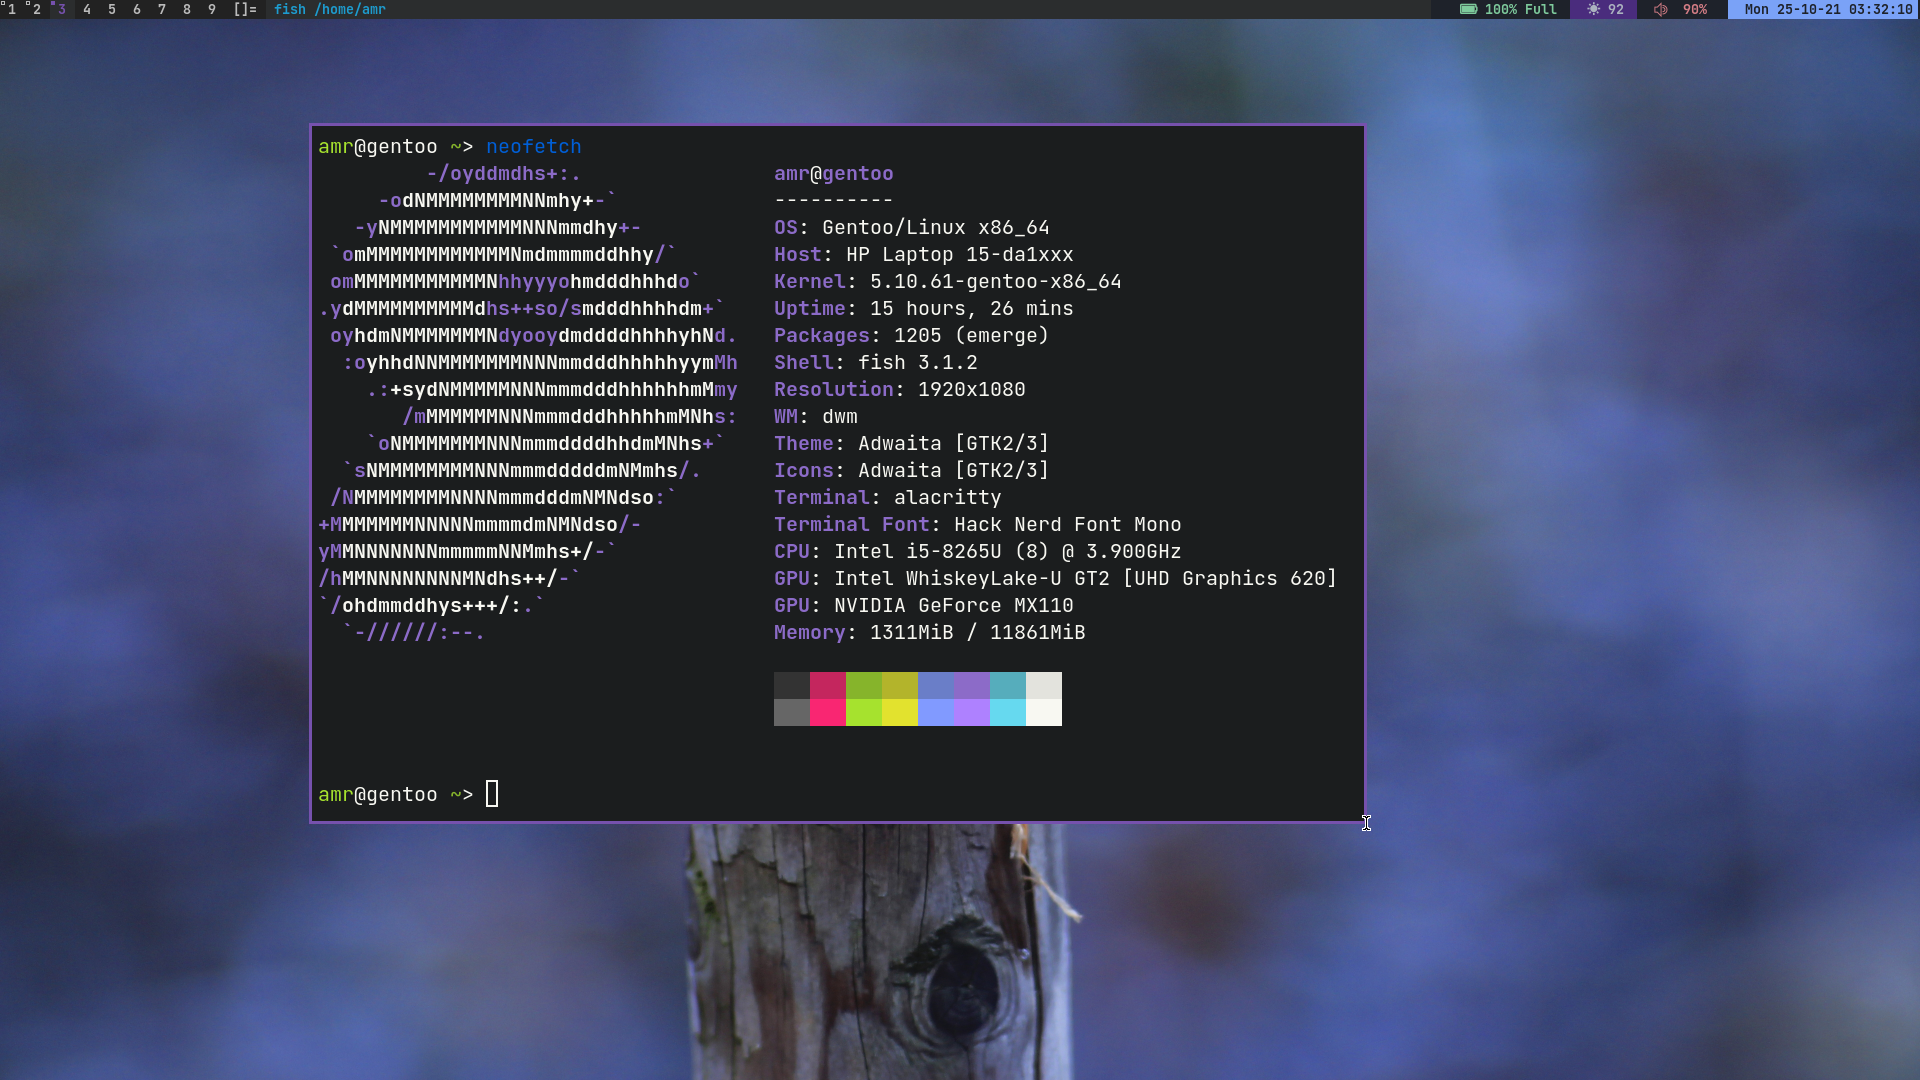 1 2 3 4 5 6 7 8 9 []= fish /home/amr 100% Full 92 90% Mon 25-10-21 03:32:10
amr@gentoo ~> neofetch
-/oyddmdhs+:. amr@gentoo
-odNMMMMMMMMNNmhy+-` ----------
-yNMMMMMMMMMMMNNNmmdhy+- OS: Gentoo/Linux x86_64
`omMMMMMMMMMMMMNmdmmmmddhhy/` Host: HP Laptop 15-da1xxx
omMMMMMMMMMMMNhhyyyohmdddhhhdo` Kernel: 5.10.61-gentoo-x86_64
.ydMMMMMMMMMMdhs++so/smdddhhhhdm+` Uptime: 15 hours, 26 mins
oyhdmNMMMMMMMNdyooydmddddhhhhyhNd. Packages: 1205 (emerge)
:oyhhdNNMMMMMMMNNNmmdddhhhhhyymMh Shell: fish 3.1.2
.:+sydNMMMMMNNNmmmdddhhhhhhmMmy Resolution: 1920x1080
/mMMMMMMNNNmmmdddhhhhhmMNhs: WM: dwm
`oNMMMMMMMNNNmmmddddhhdmMNhs+` Theme: Adwaita [GTK2/3]
`sNMMMMMMMMNNNmmmdddddmNMmhs/. Icons: Adwaita [GTK2/3]
/NMMMMMMMMNNNNmmmdddmNMNdso:` Terminal: alacritty
+MMMMMMMNNNNNmmmmdmNMNdso/- Terminal Font: Hack Nerd Font Mono
yMMNNNNNNNmmmmmNNMmhs+/-` CPU: Intel i5-8265U (8) @ 3.900GHz
/hMMNNNNNNNNMNdhs++/-` GPU: Intel WhiskeyLake-U GT2 [UHD Graphics 620]
`/ohdmmddhys+++/:.` GPU: NVIDIA GeForce MX110
`-//////:--. Memory: 1311MiB / 11861MiB
amr@gentoo ~>